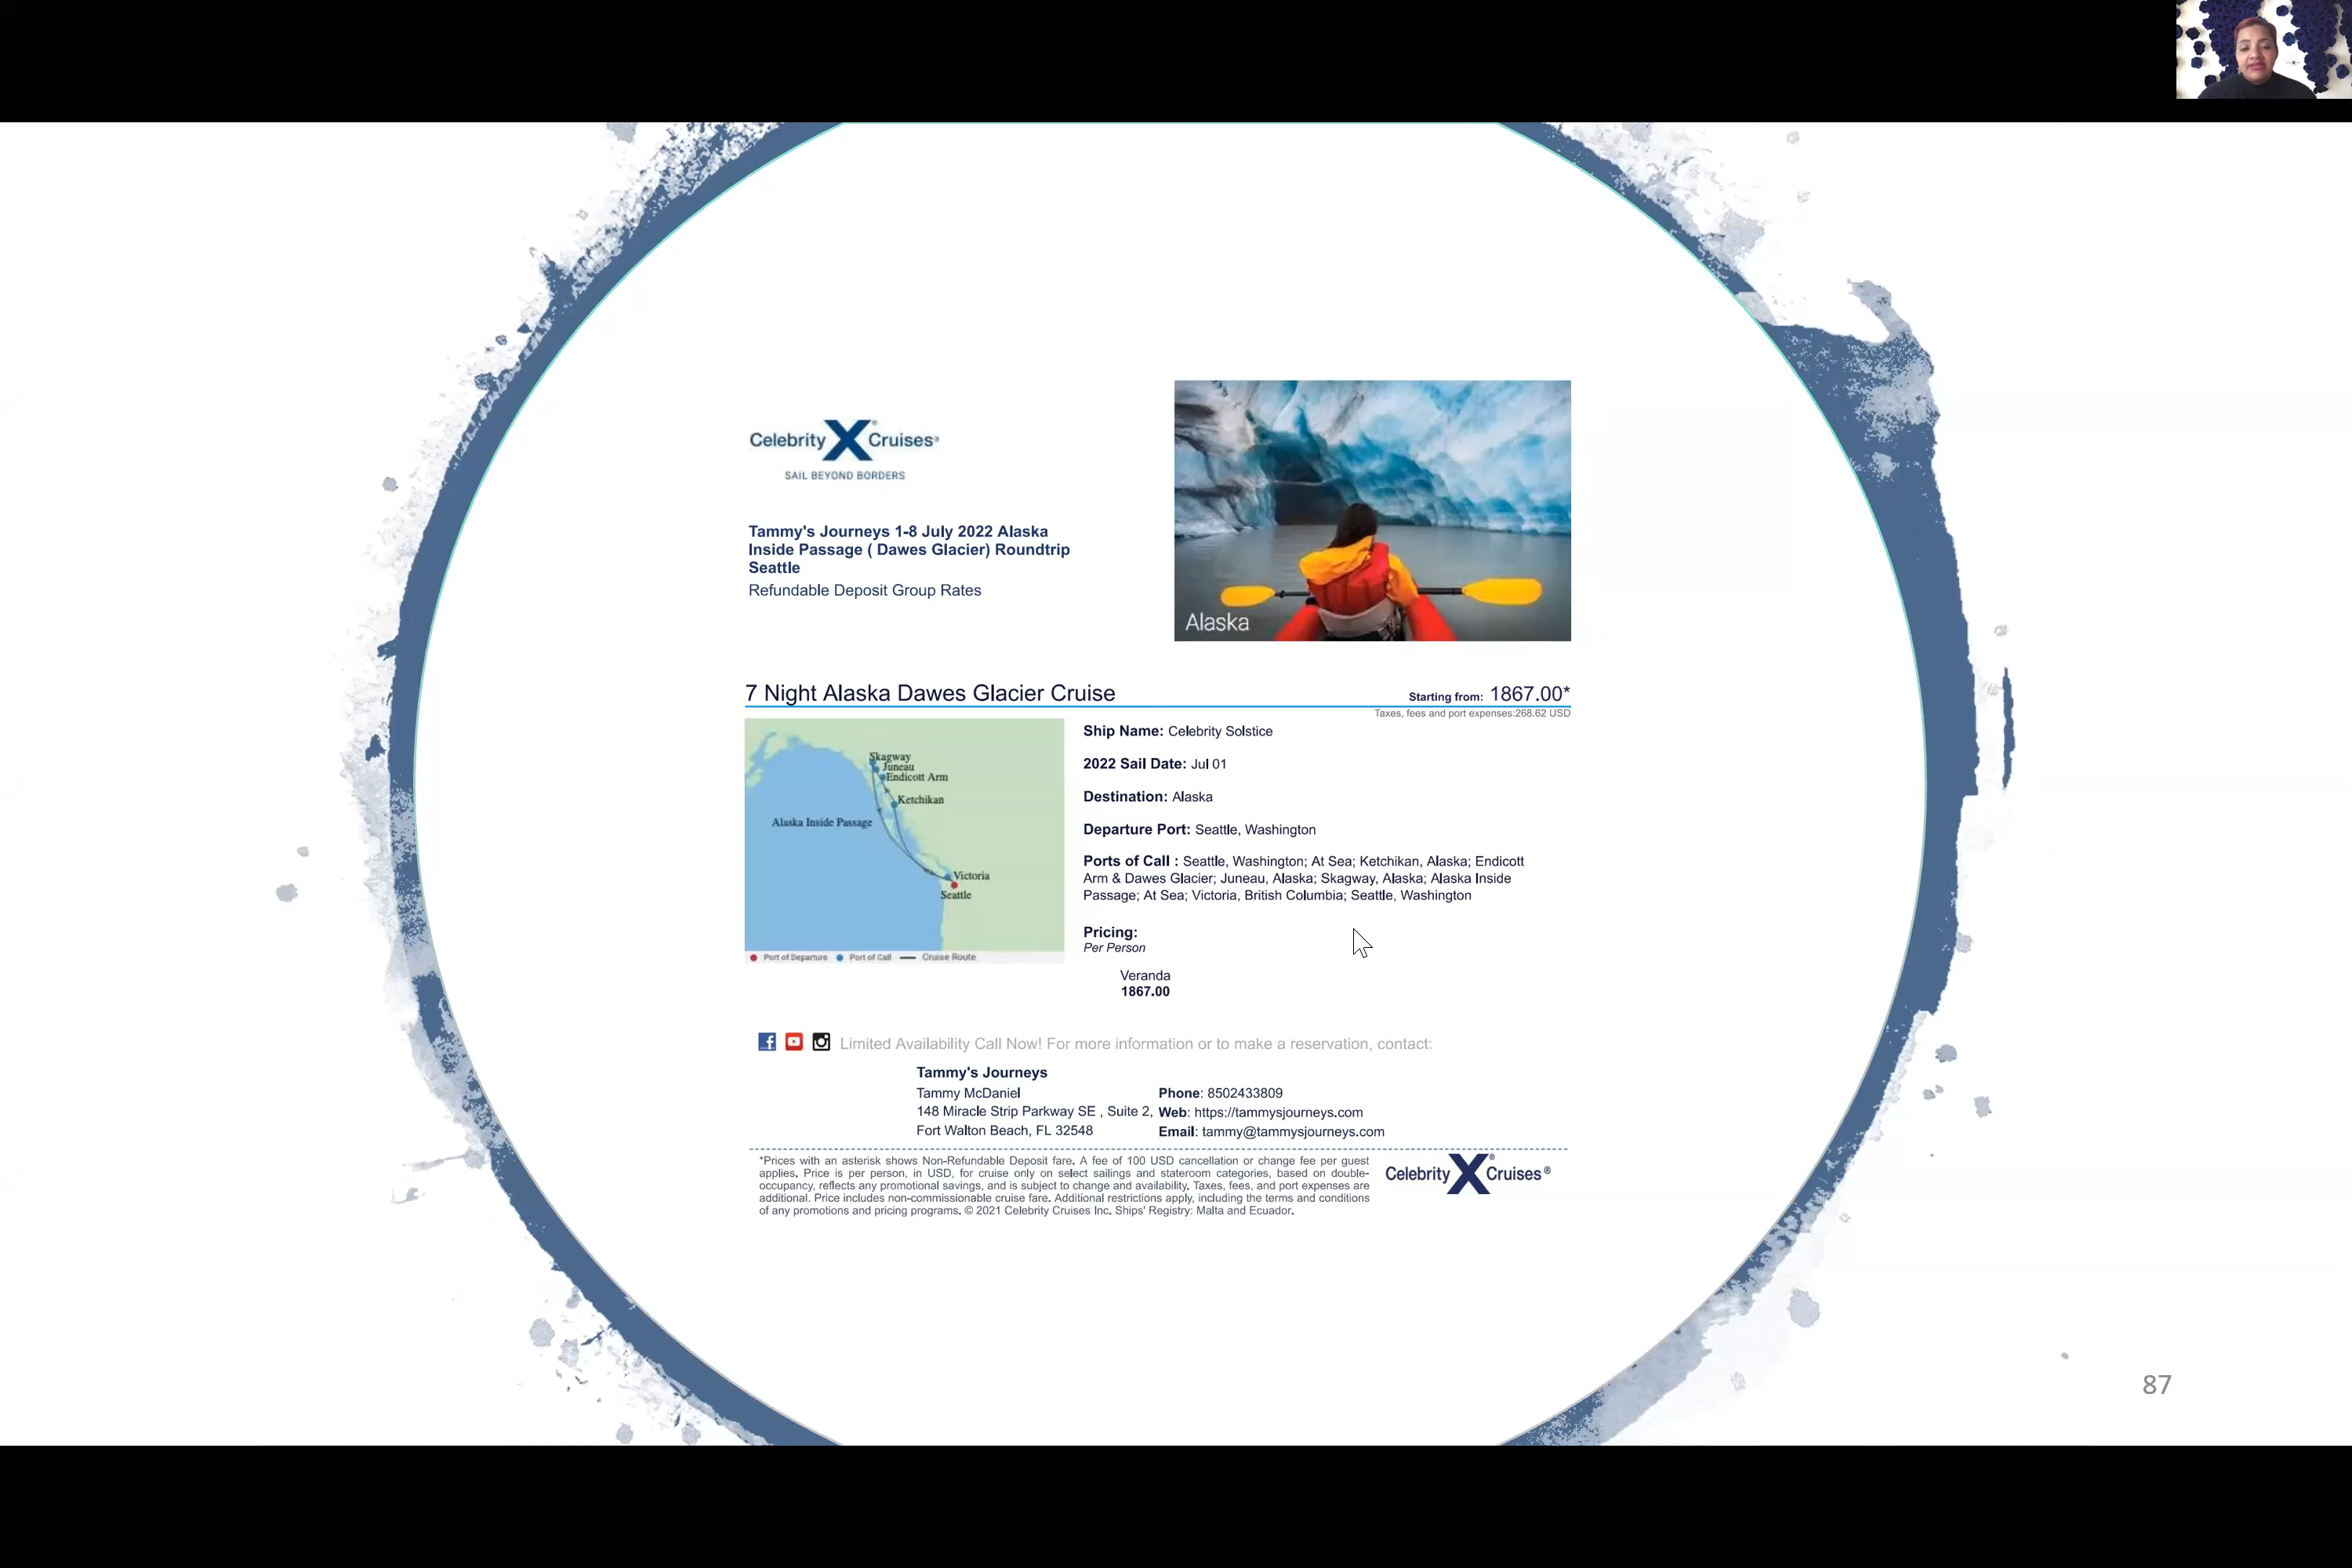 Celebrity X Cruises®
SAIL BEYOND BORDERS
Tammy's Journeys 1-8 July 2022 Alaska
Inside Passage ( Dawes Glacier) Roundtrip
Seattle
Refundable Deposit Group Rates
Alaska
7 Night Alaska Dawes Glacier Cruise
Starting from: 1867.00*
Taxes, fees and port expenses:268.62 USD
Skagway
Juneau
Endicott Arm
Ketchikan
Alaska Inside Passage
Victoria
Seattle
Port of Departure Port of Call Cruise Route
Ship Name: Celebrity Solstice
2022 Sail Date: Jul 01
Destination: Alaska
Departure Port: Seattle, Washington
Ports of Call : Seattle, Washington; At Sea; Ketchikan, Alaska; Endicott
Arm & Dawes Glacier; Juneau, Alaska; Skagway, Alaska; Alaska Inside
Passage; At Sea; Victoria, British Columbia; Seattle, Washington
Pricing:
Per Person
Veranda
1867.00
Limited Availability Call Now! For more information or to make a reservation, contact:
Tammy's Journeys
Tammy McDaniel
148 Miracle Strip Parkway SE , Suite 2,
Fort Walton Beach, FL 32548
Phone: 8502433809
Web: https://tammysjourneys.com
Email: tammy@tammysjourneys.com
*Prices with an asterisk shows Non-Refundable Deposit fare. A fee of 100 USD cancellation or change fee per guest
applies. Price is per person, in USD, for cruise only on select sailings and stateroom categories, based on double-
occupancy, reflects any promotional savings, and is subject to change and availability. Taxes, fees, and port expenses are
additional. Price includes non-commissionable cruise fare. Additional restrictions apply, including the terms and conditions
of any promotions and pricing programs. © 2021 Celebrity Cruises Inc. Ships' Registry: Malta and Ecuador.
Celebrity X Cruises®
87